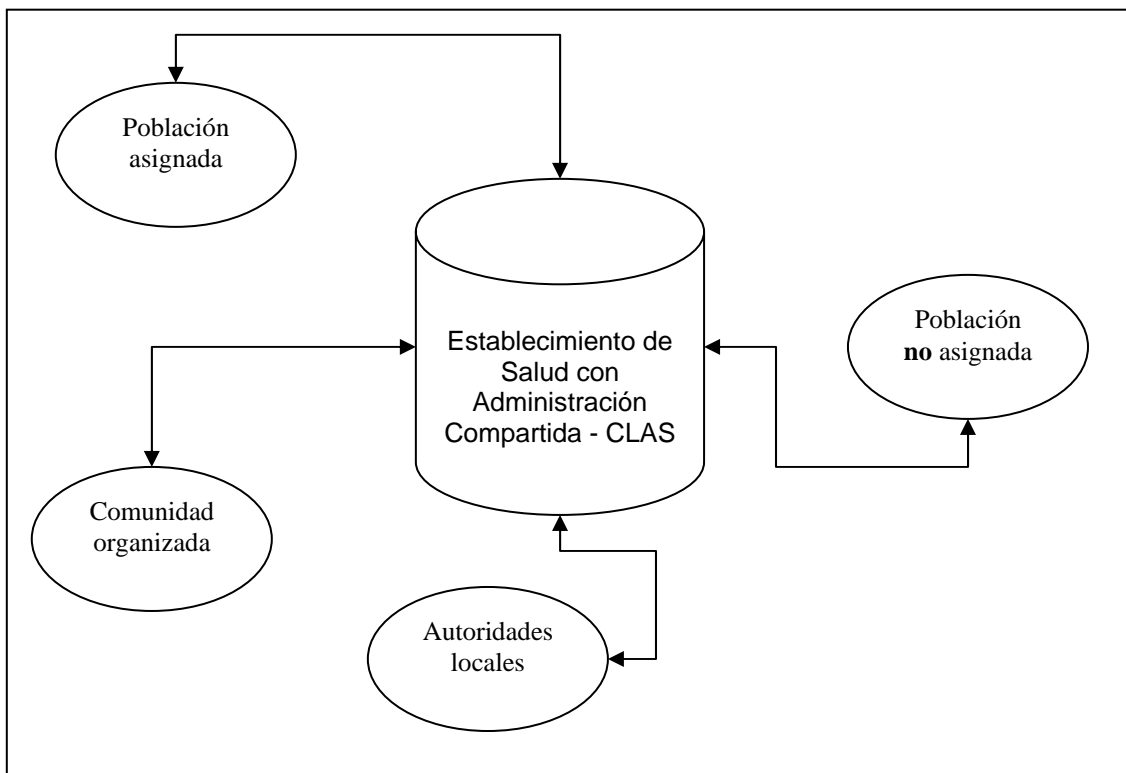 Población
asignada
Establecimiento de
Salud con
Administración
Compartida - CLAS
Población
no asignada
Comunidad
organizada
Autoridades
locales